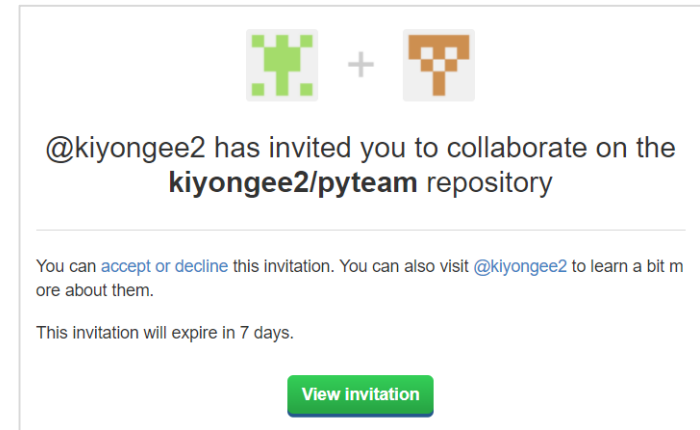 @kiyongee2 has invited you to collaborate on the
kiyongee2/pyteam repository
You can accept or decline this invitation. You can also visit @kiyongee2 to learn a bit m
ore about them.
This invitation will expire in 7 days.
View invitation